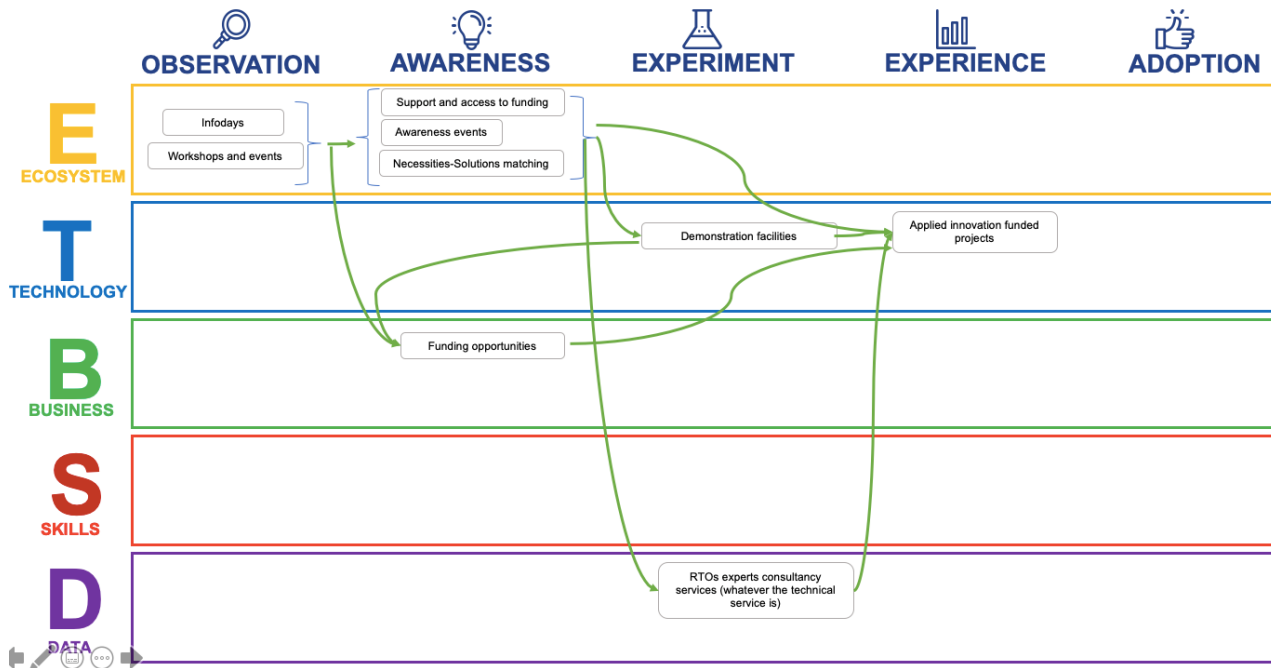 OBSERVATION
AWARENESS
EXPERIMENT
EXPERIENCE
ADOPTION
E
ECOSYSTEM
Infodays
Workshops and events
Support and access to funding
Awareness events
Necessities-Solutions matching
T
TECHNOLOGY
Demonstration facilities
Applied innovation funded
projects
B
BUSINESS
Funding opportunities
S
SKILLS
D
DATA
RTOs experts consultancy
services (whatever the technical
service is)